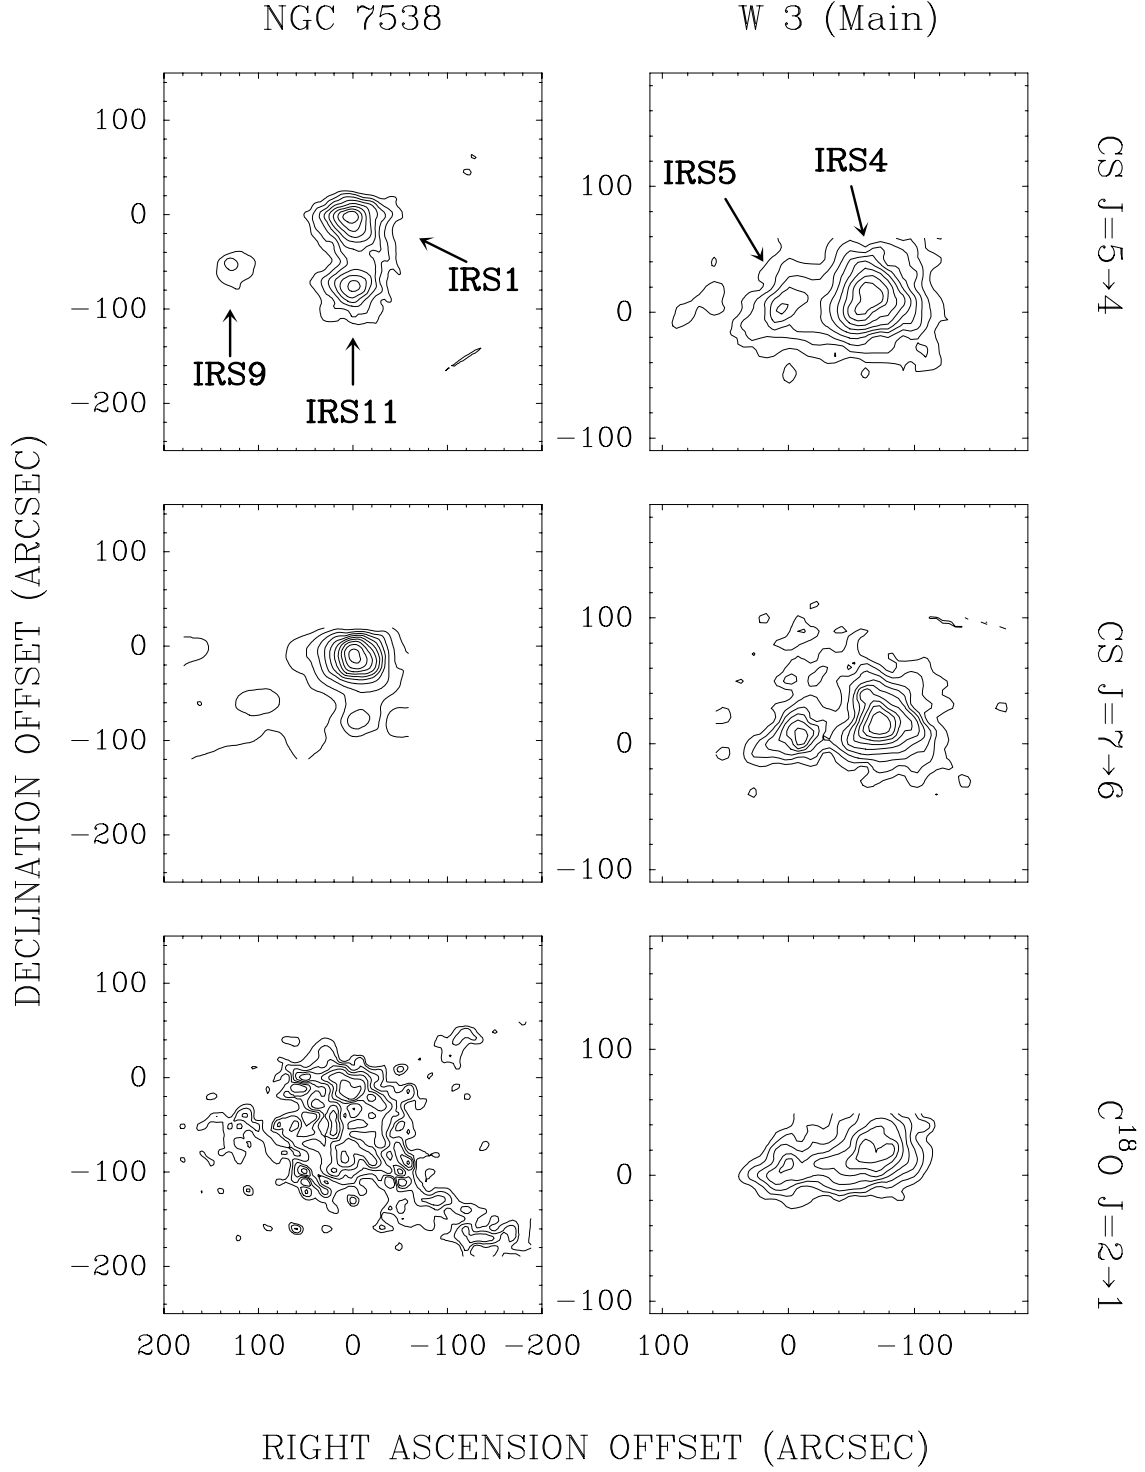 NGC 7538
W 3 (Main)
100
0
−100
−200
IRS1
IRS9
IRS11
100
0
−100
IRS5
IRS4
CS J=5→4
100
0
−100
−200
100
0
−100
CS J=7→6
100
0
−100
−200
100
0
−100
C¹⁸O J=2→1
200 100 0 −100 −200
100 0 −100
DECLINATION OFFSET (ARCSEC)
RIGHT ASCENSION OFFSET (ARCSEC)